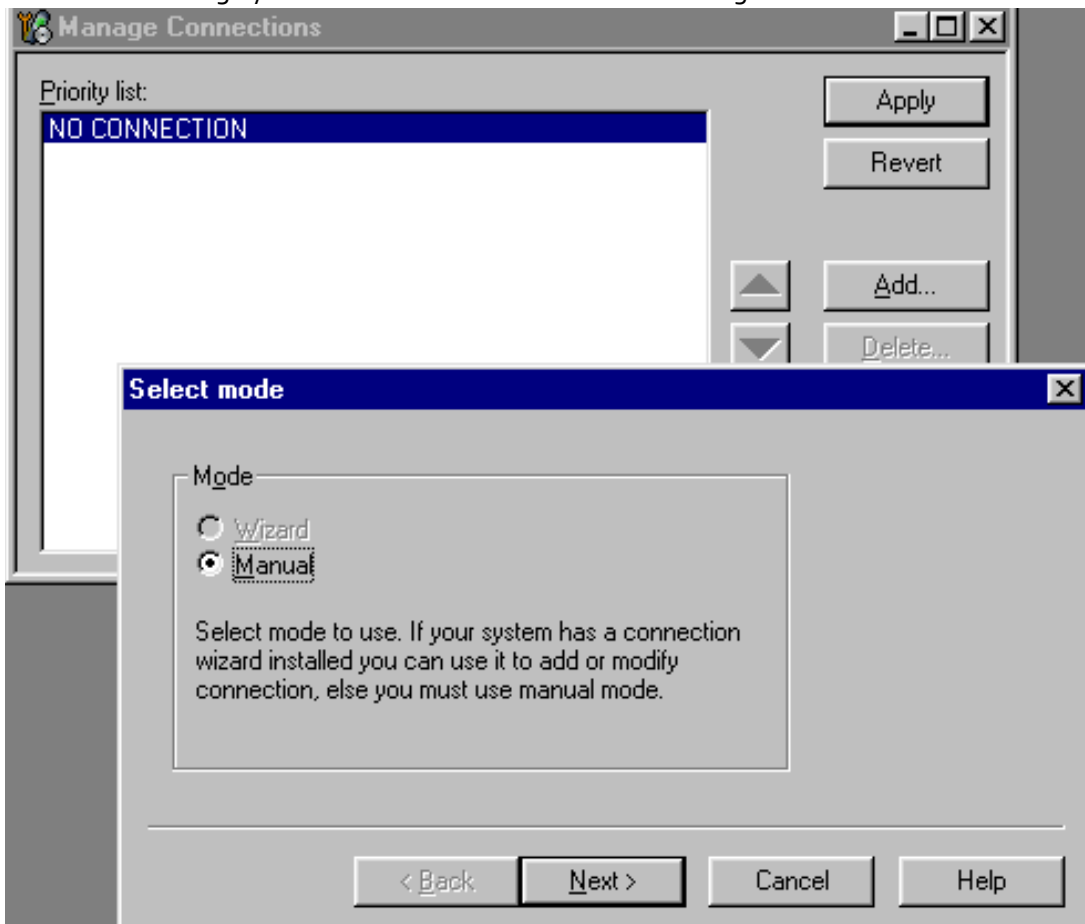 Manage Connections
Priority list:
NO CONNECTION
Apply
Revert
Add...
Delete...
Select mode
Mode
Wizard
Manual
Select mode to use. If your system has a connection
wizard installed you can use it to add or modify
connection, else you must use manual mode.
< Back
Next >
Cancel
Help